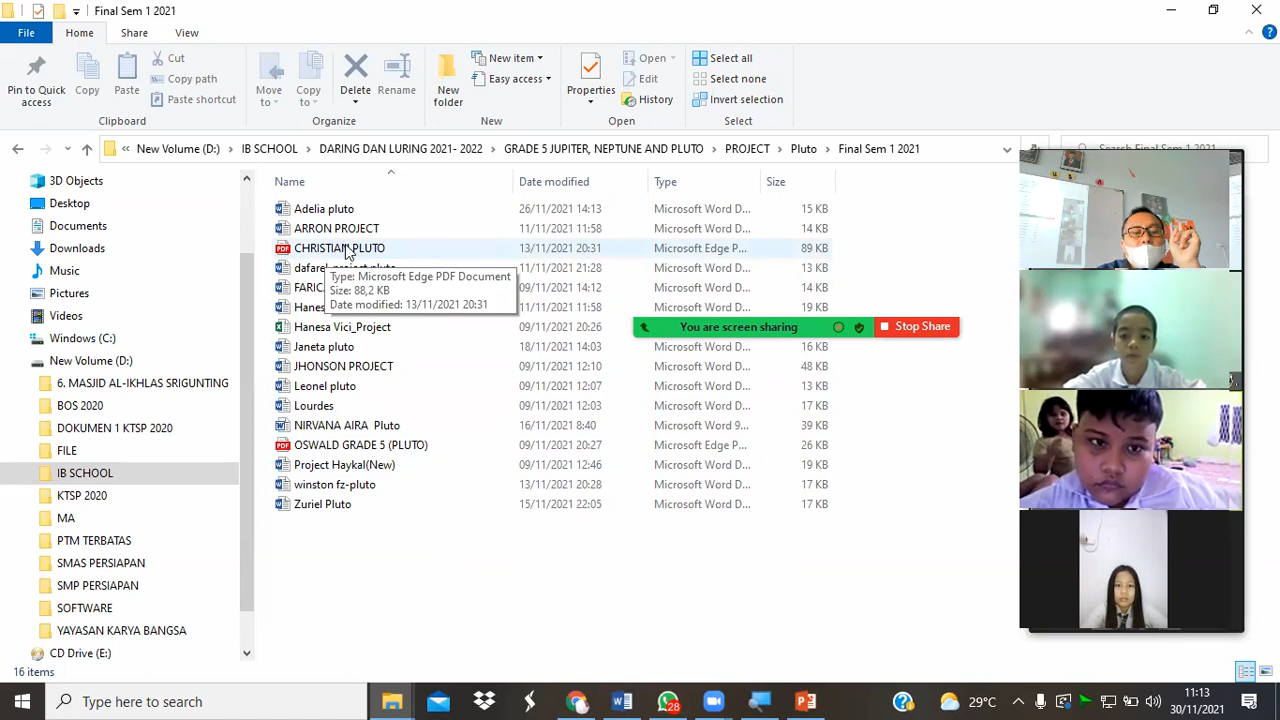 Final Sem 1 2021
File Home Share View
Pin to Quick access
Copy
Paste
Cut
Copy path
Paste shortcut
Clipboard
Move to
Copy to
Delete
Rename
Organize
New folder
New item
Easy access
New
Properties
Open
Edit
History
Open
Select all
Select none
Invert selection
Select
« New Volume (D:) › IB SCHOOL › DARING DAN LURING 2021- 2022 › GRADE 5 JUPITER, NEPTUNE AND PLUTO › PROJECT › Pluto › Final Sem 1 2021
Search Final Sem 1 2021
3D Objects
Desktop
Documents
Downloads
Music
Pictures
Videos
Windows (C:)
New Volume (D:)
6. MASJID AL-IKHLAS SRIGUNTING
BOS 2020
DOKUMEN 1 KTSP 2020
FILE
IB SCHOOL
KTSP 2020
MA
PTM TERBATAS
SMAS PERSIAPAN
SMP PERSIAPAN
SOFTWARE
YAYASAN KARYA BANGSA
CD Drive (E:)
Name Date modified Type Size
Adelia pluto 26/11/2021 14:13 Microsoft Word D... 15 KB
ARRON PROJECT 11/11/2021 11:58 Microsoft Word D... 14 KB
PDF CHRISTIAN PLUTO 13/11/2021 20:31 Microsoft Edge P... 89 KB
dafarel project pluto 11/11/2021 21:28 Microsoft Word D... 13 KB
FARIC 09/11/2021 14:12 Microsoft Word D... 14 KB
Hanes 11/11/2021 11:58 Microsoft Word D... 19 KB
Type: Microsoft Edge PDF Document
Size: 88,2 KB
Date modified: 13/11/2021 20:31
Hanesa Vici_Project 09/11/2021 20:26
You are screen sharing Stop Share
Janeta pluto 18/11/2021 14:03 Microsoft Word D... 16 KB
JHONSON PROJECT 09/11/2021 12:10 Microsoft Word D... 48 KB
Leonel pluto 09/11/2021 12:07 Microsoft Word D... 13 KB
Lourdes 09/11/2021 12:03 Microsoft Word D... 17 KB
NIRVANA AIRA Pluto 16/11/2021 8:40 Microsoft Word 9... 39 KB
PDF OSWALD GRADE 5 (PLUTO) 09/11/2021 20:27 Microsoft Edge P... 26 KB
Project Haykal(New) 09/11/2021 12:46 Microsoft Word D... 19 KB
winston fz-pluto 13/11/2021 20:28 Microsoft Word D... 17 KB
Zuriel Pluto 15/11/2021 22:05 Microsoft Word D... 17 KB
16 items
Type here to search
28
29°C
11:13
30/11/2021